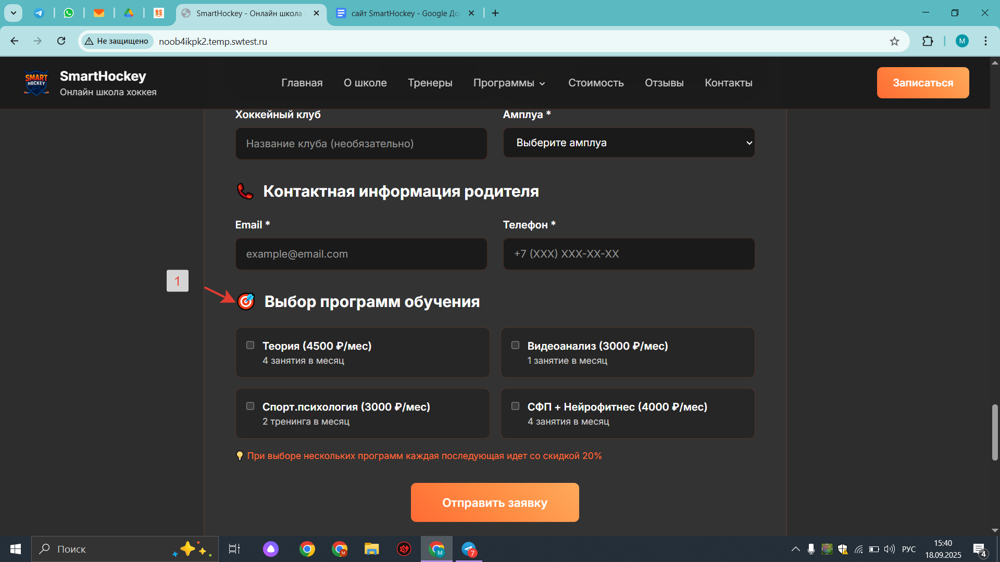 SmartHockey - Онлайн школа
сайт SmartHockey - Google До
Не защищено
noob4ikpk2.temp.swtest.ru
M
BS
SMART
HOCKEY
SmartHockey
Онлайн школа хоккея
Главная
О школе
Тренеры
Программы
Стоимость
Отзывы
Контакты
Записаться
Хоккейный клуб
Амплуа *
Название клуба (необязательно)
Выберите амплуа
📞 Контактная информация родителя
Email *
Телефон *
example@email.com
+7 (XXX) XXX-XX-XX
1
🎯 Выбор программ обучения
Теория (4500 ₽/мес)
4 занятия в месяц
Видеоанализ (3000 ₽/мес)
1 занятие в месяц
Спорт.психология (3000 ₽/мес)
2 тренинга в месяц
СФП + Нейрофитнес (4000 ₽/мес)
4 занятия в месяц
💡 При выборе нескольких программ каждая последующая идет со скидкой 20%
Отправить заявку
Поиск
M
M
7
РУС
15:40
18.09.2025
4